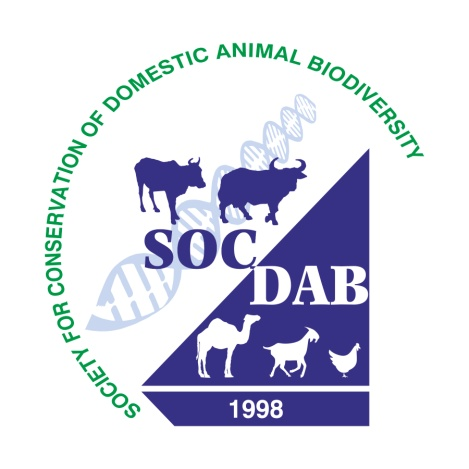 SOCIETY FOR CONSERVATION OF DOMESTIC ANIMAL BIODIVERSITY
SOC
DAB
1998